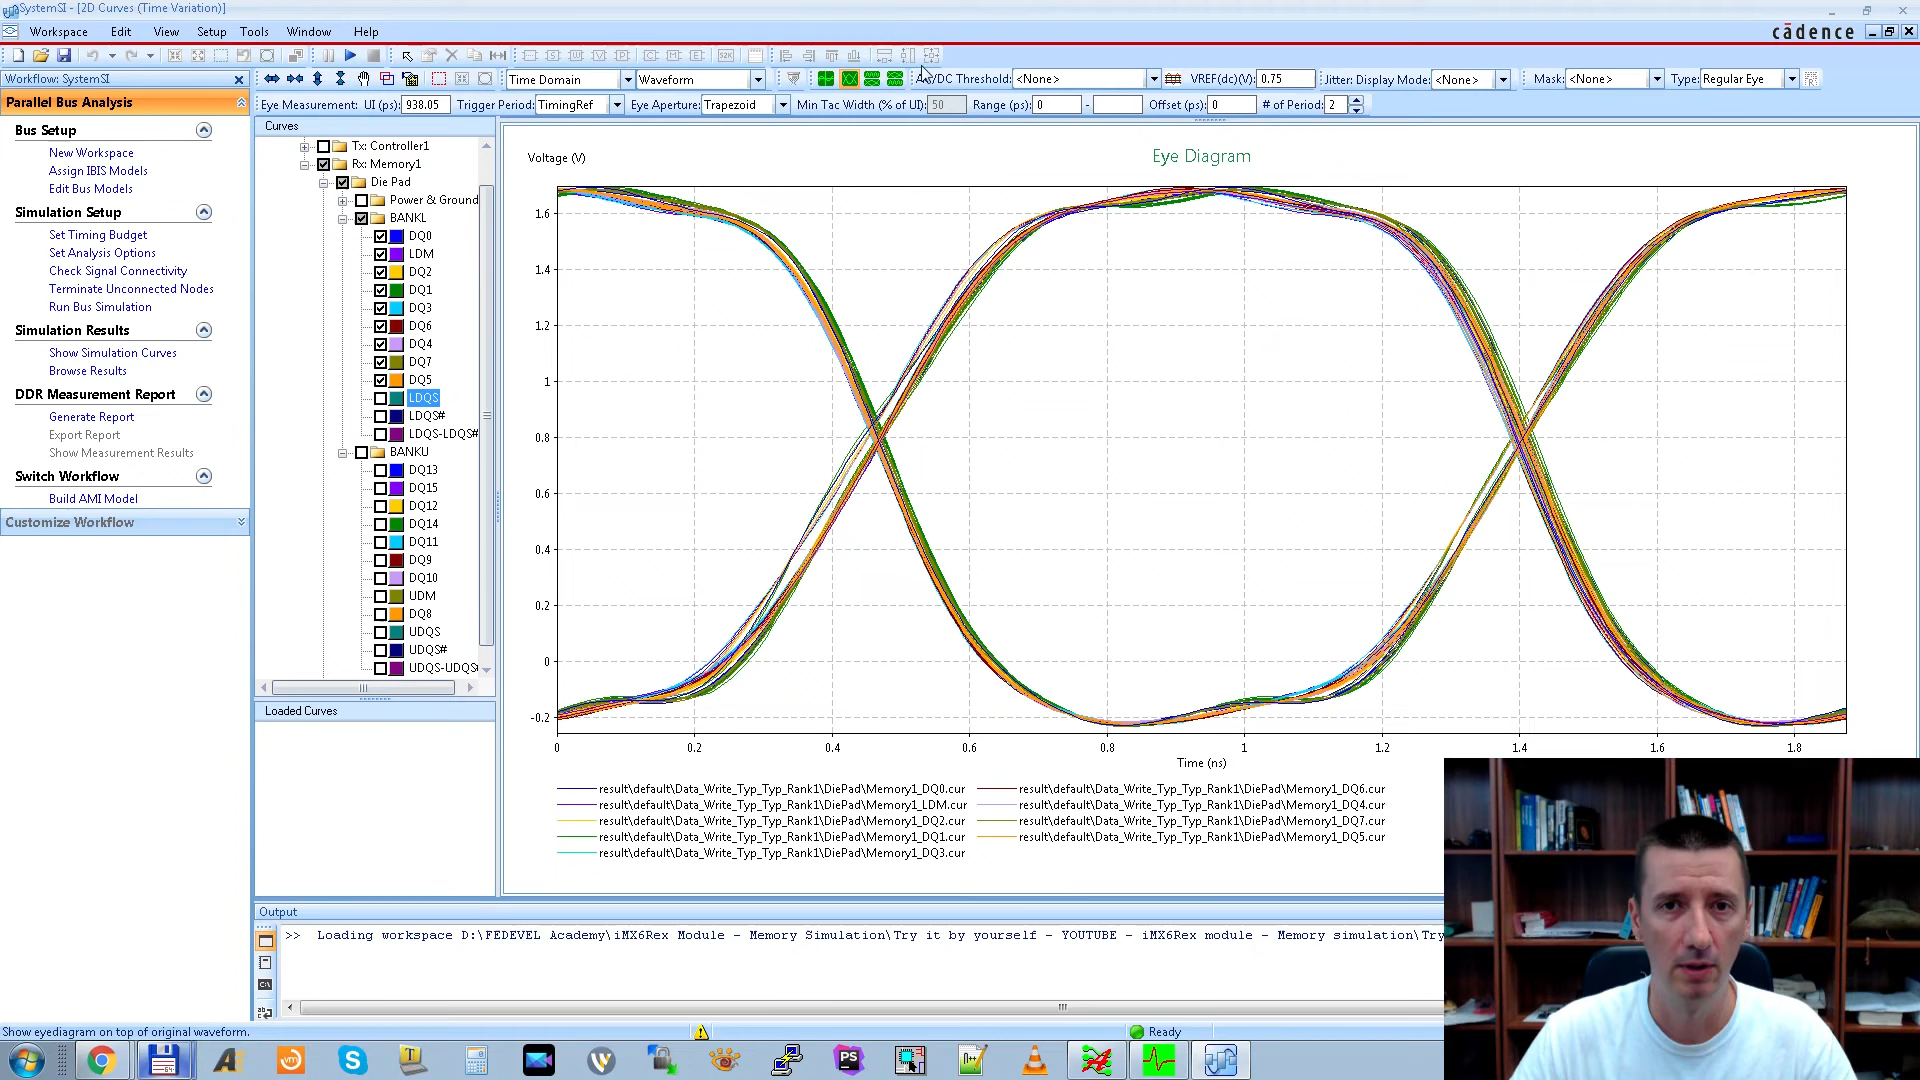 SystemSI - [2D Curves (Time Variation)]
Workspace Edit View Setup Tools Window Help
cādence
Workflow: SystemSI
Time Domain Waveform AC/DC Threshold: <None> VREF(dc)(V): 0.75 Jitter: Display Mode: <None> Mask: <None> Type: Regular Eye
Eye Measurement: UI (ps): 938.05 Trigger Period: TimingRef Eye Aperture: Trapezoid Min Tac Width (% of UI): 50 Range (ps): 0 - Offset (ps): 0 # of Period: 2
Parallel Bus Analysis
Bus Setup
New Workspace
Assign IBIS Models
Edit Bus Models
Simulation Setup
Set Timing Budget
Set Analysis Options
Check Signal Connectivity
Terminate Unconnected Nodes
Run Bus Simulation
Simulation Results
Show Simulation Curves
Browse Results
DDR Measurement Report
Generate Report
Export Report
Show Measurement Results
Switch Workflow
Build AMI Model
Customize Workflow
Curves
Tx: Controller1
Rx: Memory1
Die Pad
Power & Ground
BANKL
DQ0
LDM
DQ2
DQ1
DQ3
DQ6
DQ4
DQ7
DQ5
LDQS
LDQS#
LDQS-LDQS#
BANKU
DQ13
DQ15
DQ12
DQ14
DQ11
DQ9
DQ10
UDM
DQ8
UDQS
UDQS#
UDQS-UDQS
Loaded Curves
Voltage (V)
Eye Diagram
1.6
1.4
1.2
1
0.8
0.6
0.4
0.2
0
-0.2
0 0.2 0.4 0.6 0.8 1 1.2 1.4 1.6 1.8
Time (ns)
result\default\Data_Write_Typ_Typ_Rank1\DiePad\Memory1_DQ0.cur result\default\Data_Write_Typ_Typ_Rank1\DiePad\Memory1_DQ6.cur
result\default\Data_Write_Typ_Typ_Rank1\DiePad\Memory1_LDM.cur result\default\Data_Write_Typ_Typ_Rank1\DiePad\Memory1_DQ4.cur
result\default\Data_Write_Typ_Typ_Rank1\DiePad\Memory1_DQ2.cur result\default\Data_Write_Typ_Typ_Rank1\DiePad\Memory1_DQ7.cur
result\default\Data_Write_Typ_Typ_Rank1\DiePad\Memory1_DQ1.cur result\default\Data_Write_Typ_Typ_Rank1\DiePad\Memory1_DQ5.cur
result\default\Data_Write_Typ_Typ_Rank1\DiePad\Memory1_DQ3.cur
Output
>> Loading workspace D:\FEDEVEL Academy\iMX6Rex Module - Memory Simulation\Try it by yourself - YOUTUBE - iMX6Rex module - Memory simulation\Try
Show eyediagram on top of original waveform.
Ready